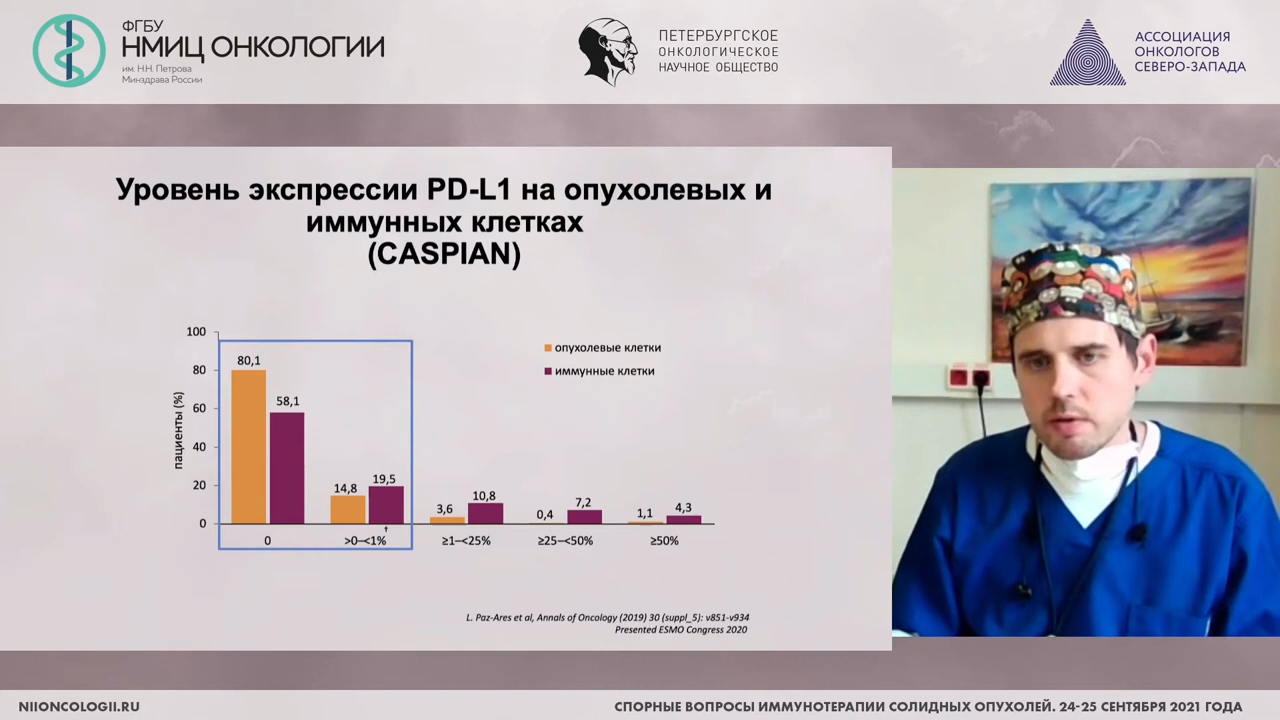 ФГБУ
НМИЦ ОНКОЛОГИИ
им. Н.Н. Петрова
Минздрава России
ПЕТЕРБУРГСКОЕ
ОНКОЛОГИЧЕСКОЕ
НАУЧНОЕ ОБЩЕСТВО
АССОЦИАЦИЯ
ОНКОЛОГОВ
СЕВЕРО-ЗАПАДА
Уровень экспрессии PD-L1 на опухолевых и
иммунных клетках
(CASPIAN)
пациенты (%)
100
80
60
40
20
0
80,1
58,1
14,8
19,5
3,6
10,8
0,4
7,2
1,1
4,3
опухолевые клетки
иммунные клетки
0
>0–<1%†
≥1–<25%
≥25–<50%
≥50%
L. Paz-Ares et al, Annals of Oncology (2019) 30 (suppl_5): v851-v934
Presented ESMO Congress 2020
NIIONCOLOGII.RU
СПОРНЫЕ ВОПРОСЫ ИММУНОТЕРАПИИ СОЛИДНЫХ ОПУХОЛЕЙ. 24-25 СЕНТЯБРЯ 2021 ГОДА